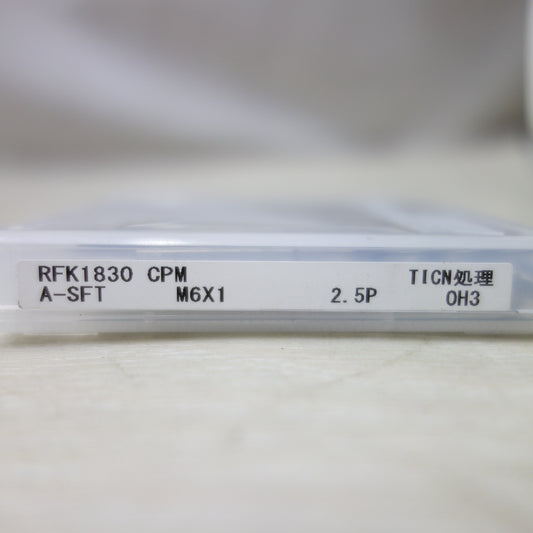 RFK1830 CPM TICN処理
A-SFT M6X1 2.5P OH3